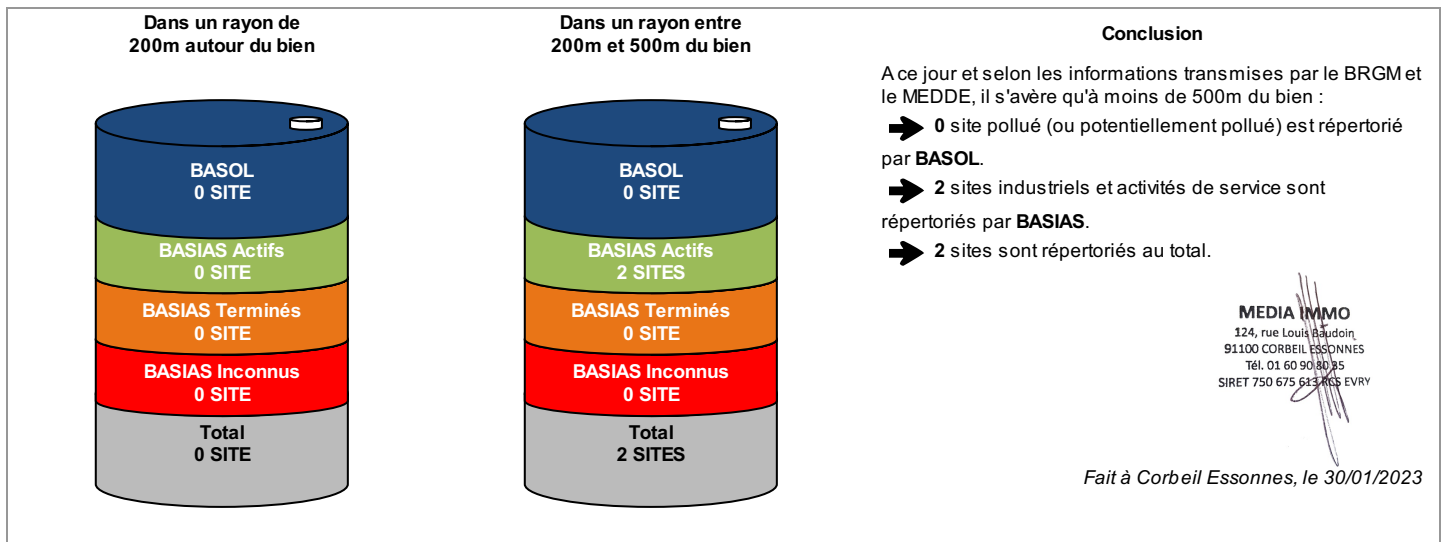 Dans un rayon de
200m autour du bien
BASOL
0 SITE
BASIAS Actifs
0 SITE
BASIAS Terminés
0 SITE
BASIAS Inconnus
0 SITE
Total
0 SITE
Dans un rayon entre
200m et 500m du bien
BASOL
0 SITE
BASIAS Actifs
2 SITES
BASIAS Terminés
0 SITE
BASIAS Inconnus
0 SITE
Total
2 SITES
Conclusion
A ce jour et selon les informations transmises par le BRGM et
le MEDDE, il s'avère qu'à moins de 500m du bien :
0 site pollué (ou potentiellement pollué) est répertorié
par BASOL.
2 sites industriels et activités de service sont
répertoriés par BASIAS.
2 sites sont répertoriés au total.
MEDIA IMMO
124, rue Louis Baudoin
91100 CORBEIL ESSONNES
Tél. 01 60 90 80 85
SIRET 750 675 613 RCS EVRY
Fait à Corbeil Essonnes, le 30/01/2023